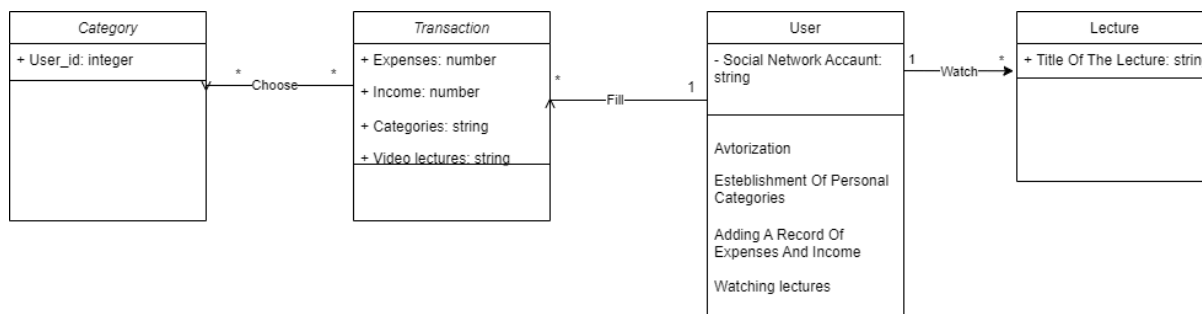 Category
+ User_id: integer
*
Choose
*
Transaction
+ Expenses: number
+ Income: number
+ Categories: string
+ Video lectures: string
*
Fill
1
User
- Social Network Accaunt:
string
Avtorization
Esteblishment Of Personal
Categories
Adding A Record Of
Expenses And Income
Watching lectures
1
Watch
*
Lecture
+ Title Of The Lecture: strin